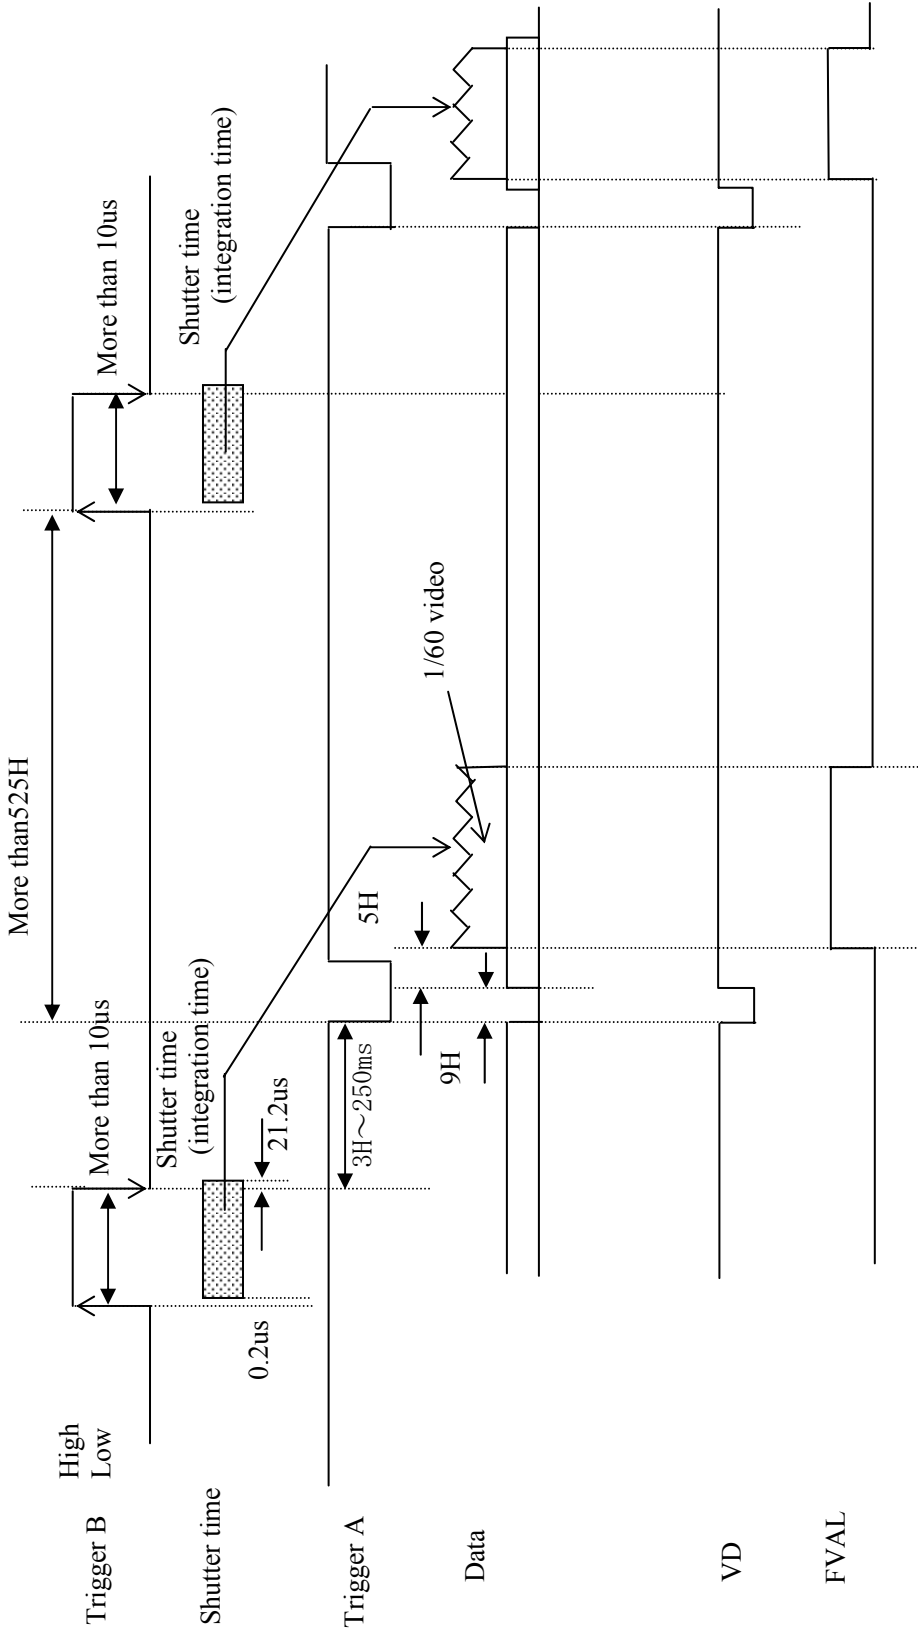 Trigger B
High
Low
More than 10us
More than525H
More than 10us
Shutter time
0.2us
21.2us
Shutter time
(integration time)
Shutter time
(integration time)
Trigger A
3H～250ms
Data
9H
5H
1/60 video
VD
FVAL